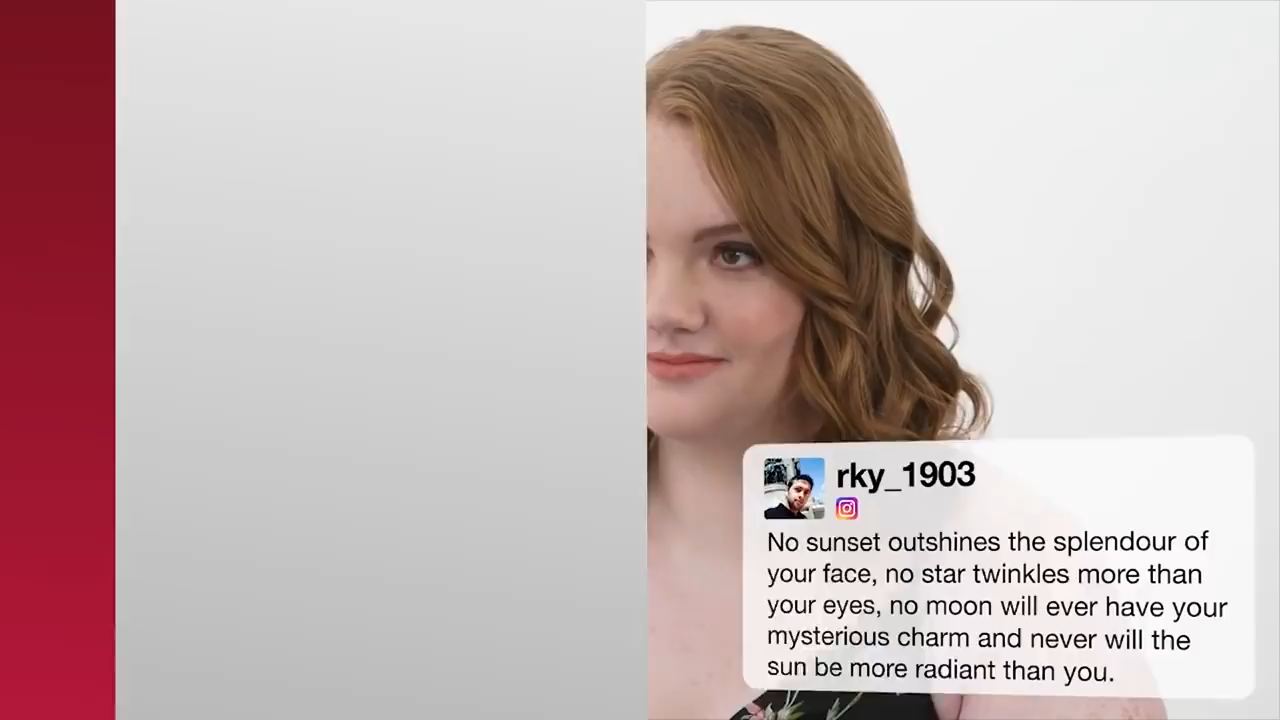 rky_1903
No sunset outshines the splendour of
your face, no star twinkles more than
your eyes, no moon will ever have your
mysterious charm and never will the
sun be more radiant than you.